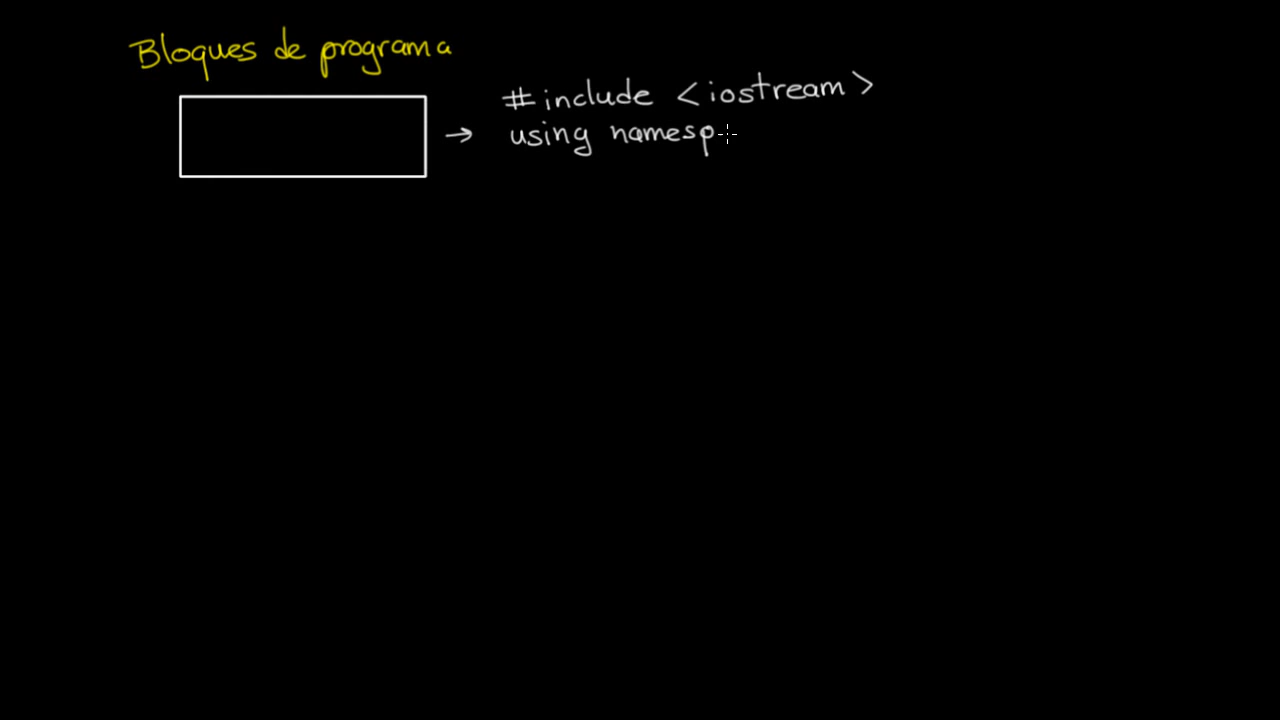 Bloques de programa
#include <iostream>
→ using namesp